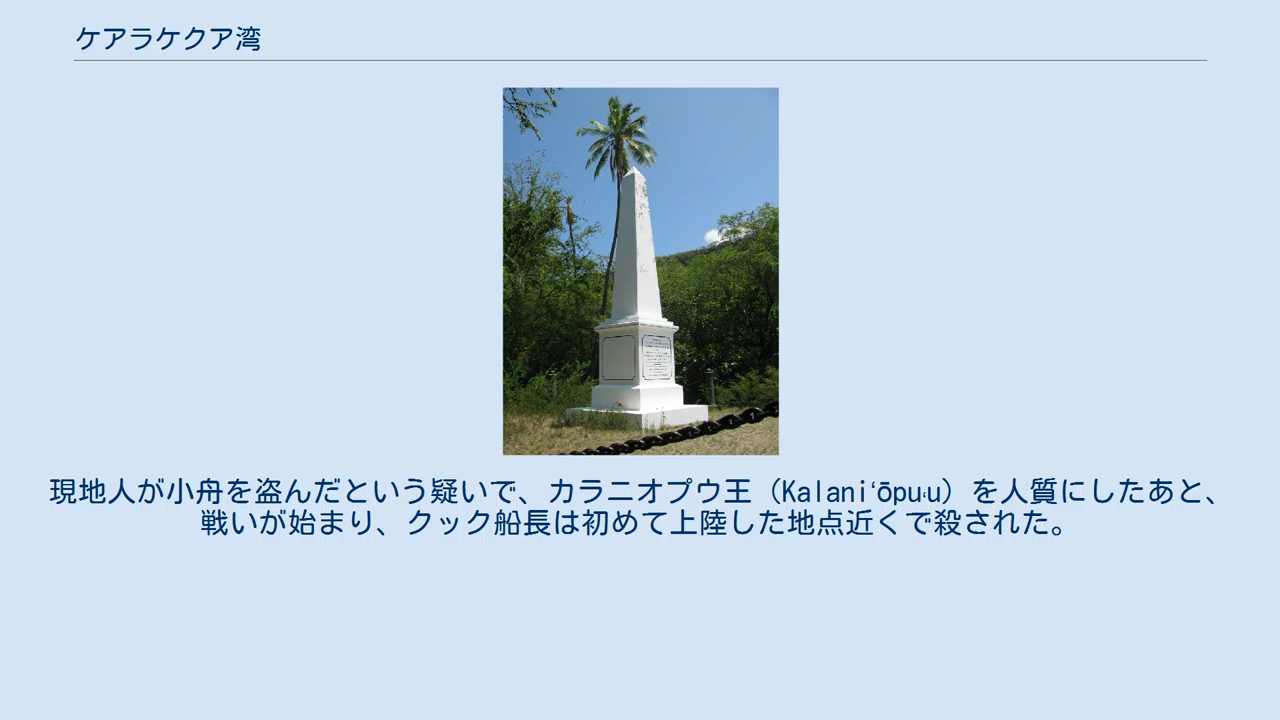 ケアラケクア湾
現地人が小舟を盗んだという疑いで、カラニオプウ王（Kalaniʻōpuʻu）を人質にしたあと、
戦いが始まり、クック船長は初めて上陸した地点近くで殺された。